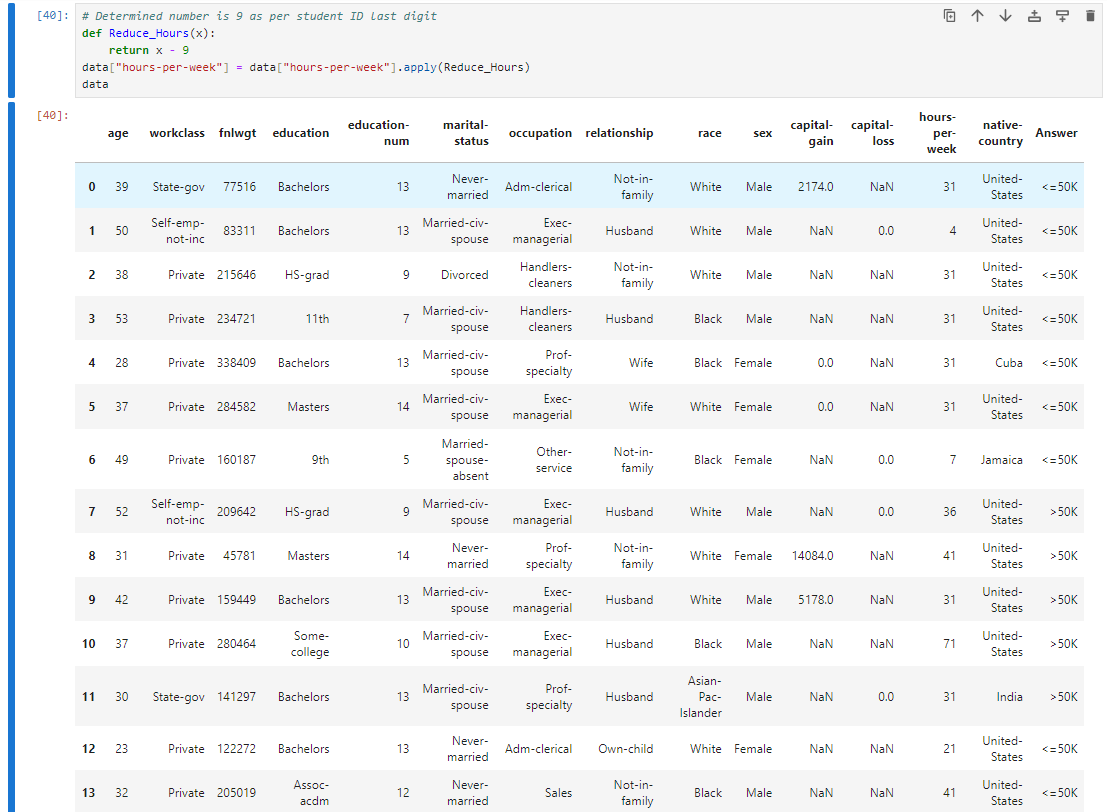 [40]: # Determined number is 9 as per student ID last digit
def Reduce_Hours(x):
    return x - 9
data["hours-per-week"] = data["hours-per-week"].apply(Reduce_Hours)
data
[40]:
age workclass fnlwgt education education-num marital-status occupation relationship race sex capital-gain capital-loss hours-per-week native-country Answer
0 39 State-gov 77516 Bachelors 13 Never-married Adm-clerical Not-in-family White Male 2174.0 NaN 31 United-States <=50K
1 50 Self-emp-not-inc 83311 Bachelors 13 Married-civ-spouse Exec-managerial Husband White Male NaN 0.0 4 United-States <=50K
2 38 Private 215646 HS-grad 9 Divorced Handlers-cleaners Not-in-family White Male NaN NaN 31 United-States <=50K
3 53 Private 234721 11th 7 Married-civ-spouse Handlers-cleaners Husband Black Male NaN NaN 31 United-States <=50K
4 28 Private 338409 Bachelors 13 Married-civ-spouse Prof-specialty Wife Black Female 0.0 NaN 31 Cuba <=50K
5 37 Private 284582 Masters 14 Married-civ-spouse Exec-managerial Wife White Female 0.0 NaN 31 United-States <=50K
6 49 Private 160187 9th 5 Married-spouse-absent Other-service Not-in-family Black Female NaN 0.0 7 Jamaica <=50K
7 52 Self-emp-not-inc 209642 HS-grad 9 Married-civ-spouse Exec-managerial Husband White Male NaN 0.0 36 United-States >50K
8 31 Private 45781 Masters 14 Never-married Prof-specialty Not-in-family White Female 14084.0 NaN 41 United-States >50K
9 42 Private 159449 Bachelors 13 Married-civ-spouse Exec-managerial Husband White Male 5178.0 NaN 31 United-States >50K
10 37 Private 280464 Some-college 10 Married-civ-spouse Exec-managerial Husband Black Male NaN NaN 71 United-States >50K
11 30 State-gov 141297 Bachelors 13 Married-civ-spouse Prof-specialty Husband Asian-Pac-Islander Male NaN 0.0 31 India >50K
12 23 Private 122272 Bachelors 13 Never-married Adm-clerical Own-child White Female NaN NaN 21 United-States <=50K
13 32 Private 205019 Assoc-acdm 12 Never-married Sales Not-in-family Black Male NaN NaN 41 United-States <=50K